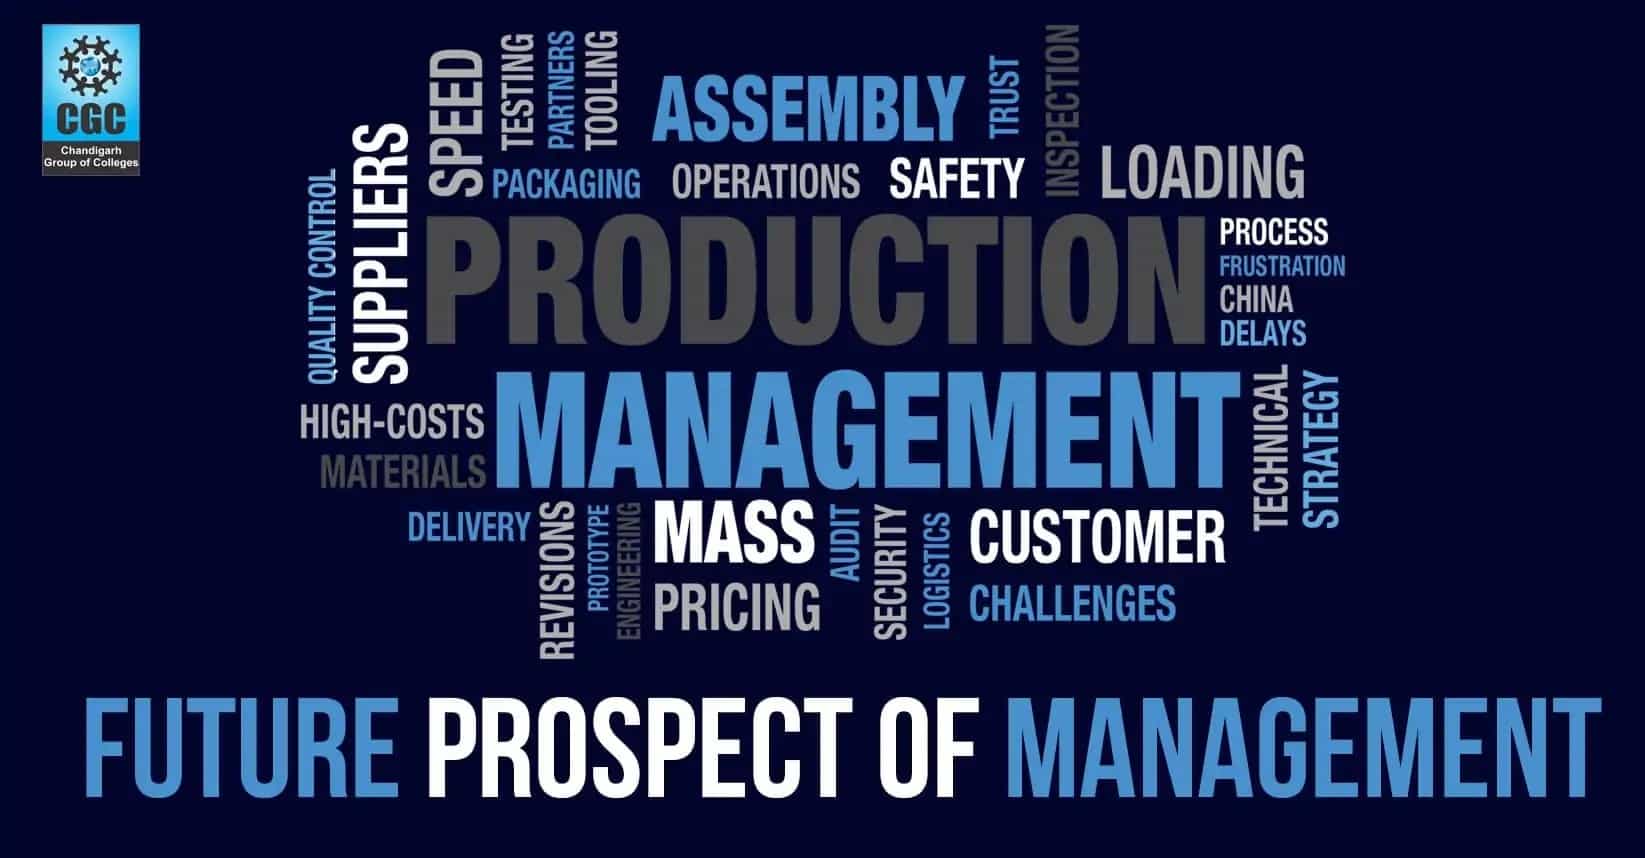 CGC
Chandigarh
Group of Colleges
SPEED
TESTING
PARTNERS
TOOLING
ASSEMBLY
TRUST
INSPECTION
LOADING
PACKAGING
OPERATIONS
SAFETY
QUALITY CONTROL
SUPPLIERS
PRODUCTION
PROCESS
FRUSTRATION
CHINA
DELAYS
HIGH-COSTS
MATERIALS
MANAGEMENT
TECHNICAL
STRATEGY
DELIVERY
REVISIONS
PROTOTYPE
ENGINEERING
MASS
PRICING
AUDIT
SECURITY
LOGISTICS
CUSTOMER
CHALLENGES
FUTURE PROSPECT OF MANAGEMENT